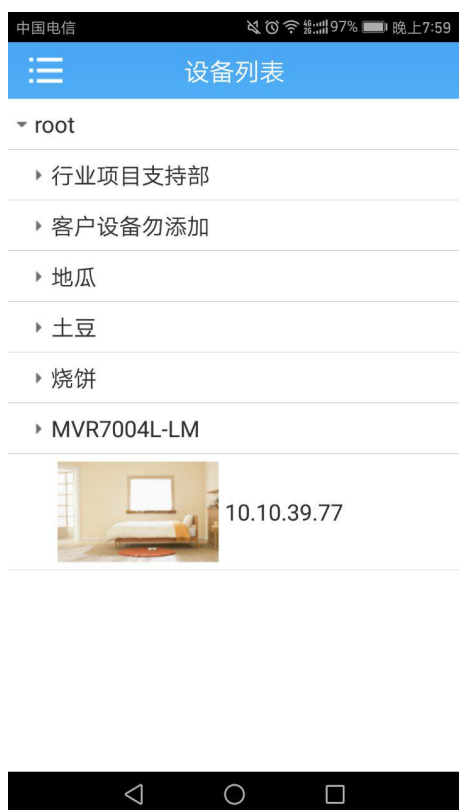 中国电信 97% 晚上7:59
设备列表
root
行业项目支持部
客户设备勿添加
地瓜
土豆
烧饼
MVR7004L-LM
10.10.39.77